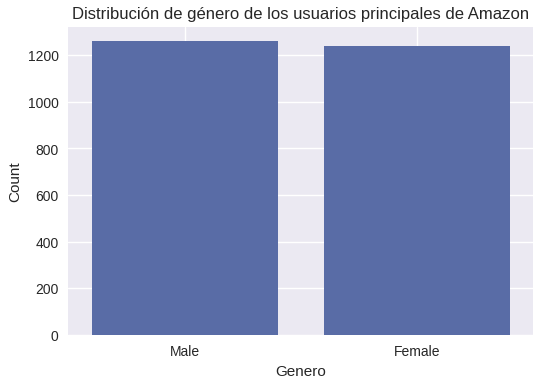 Distribución de género de los usuarios principales de Amazon
1200
1000
800
600
400
200
0
Count
Male Female
Genero